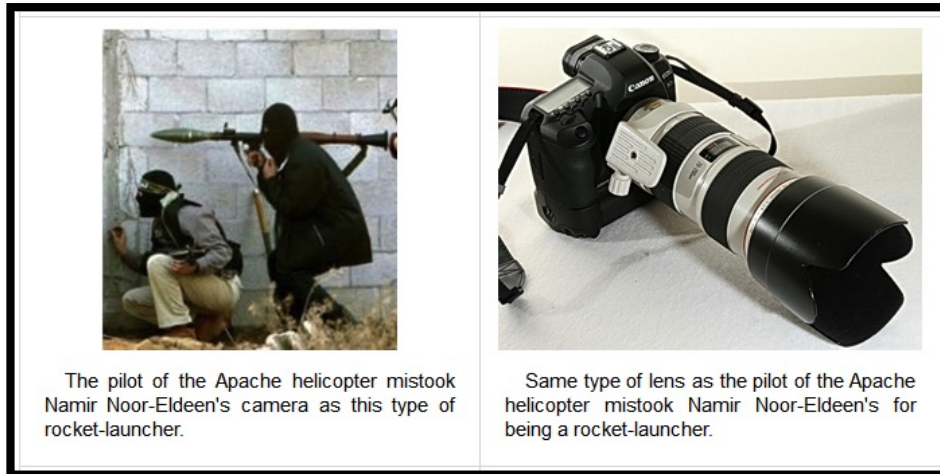 Canon
The pilot of the Apache helicopter mistook
Namir Noor-Eldeen's camera as this type of
rocket-launcher.
Same type of lens as the pilot of the Apache
helicopter mistook Namir Noor-Eldeen's for
being a rocket-launcher.